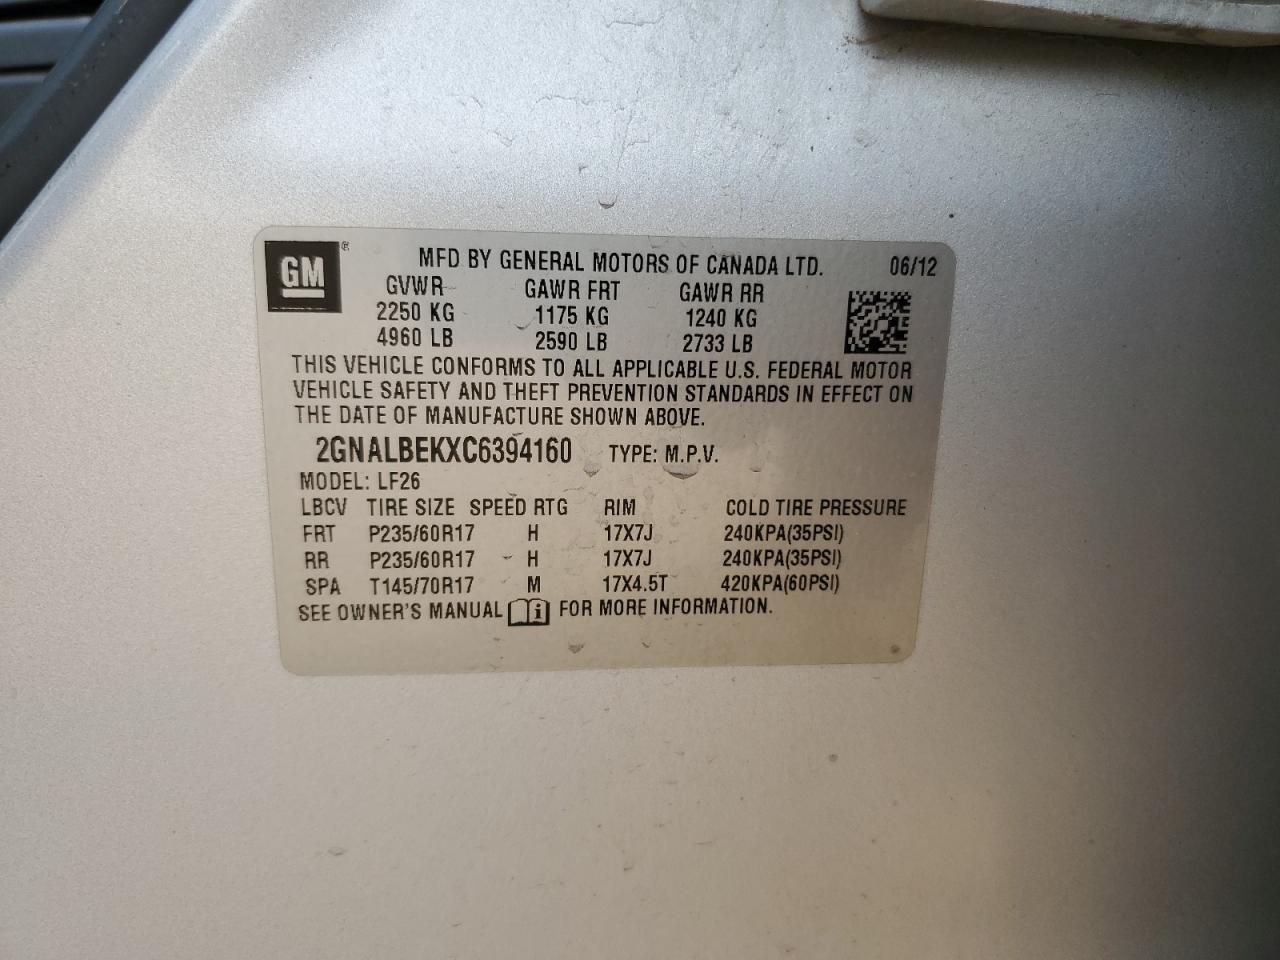 GM ®
MFD BY GENERAL MOTORS OF CANADA LTD. 06/12
GVWR GAWR FRT GAWR RR
2250 KG 1175 KG 1240 KG
4960 LB 2590 LB 2733 LB
THIS VEHICLE CONFORMS TO ALL APPLICABLE U.S. FEDERAL MOTOR
VEHICLE SAFETY AND THEFT PREVENTION STANDARDS IN EFFECT ON
THE DATE OF MANUFACTURE SHOWN ABOVE.
2GNALBEKXC6394160 TYPE: M.P.V.
MODEL: LF26
LBCV TIRE SIZE SPEED RTG RIM COLD TIRE PRESSURE
FRT P235/60R17 H 17X7J 240KPA(35PSI)
RR P235/60R17 H 17X7J 240KPA(35PSI)
SPA T145/70R17 M 17X4.5T 420KPA(60PSI)
SEE OWNER'S MANUAL i FOR MORE INFORMATION.